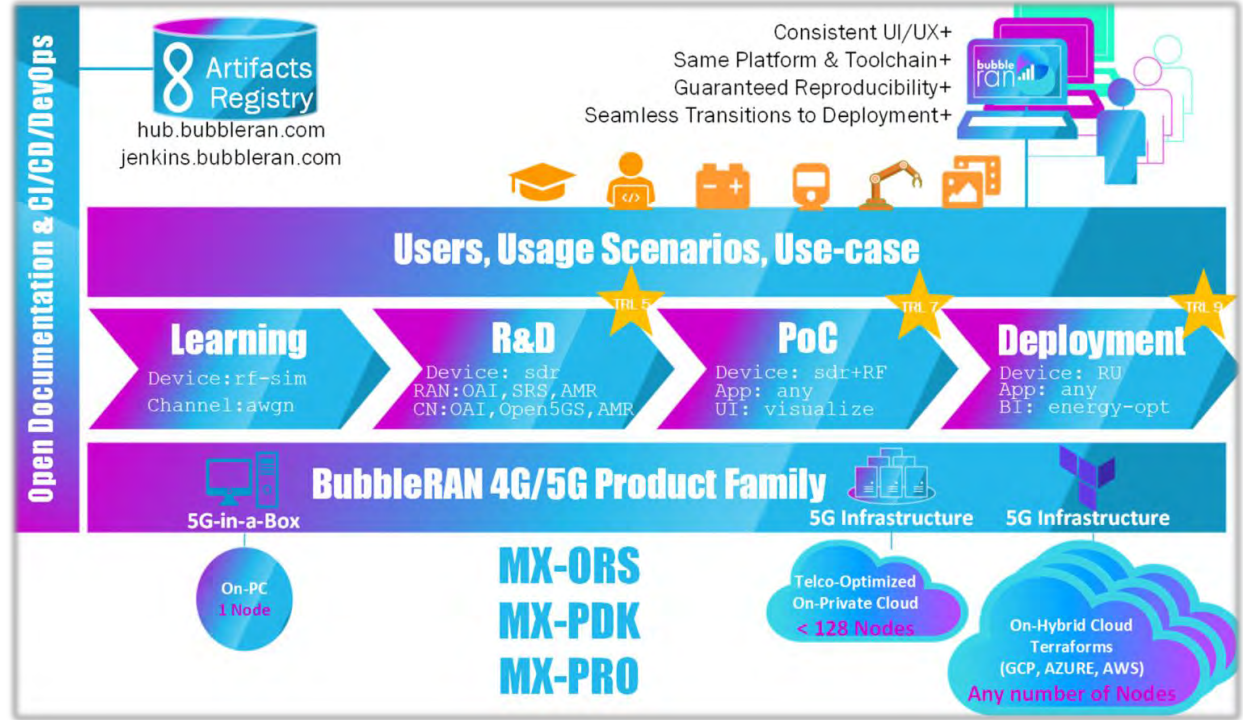 Open Documentation & CI/CD/DevOps
Artifacts
Registry
hub.bubbleran.com
jenkins.bubbleran.com
Consistent UI/UX+
Same Platform & Toolchain+
Guaranteed Reproducibility+
Seamless Transitions to Deployment+
bubble
ran
</>
Users, Usage Scenarios, Use-case
TRL 5
TRL 7
TRL 9
Learning
Device:rf-sim
Channel:awgn
R&D
Device: sdr
RAN:OAI,SRS,AMR
CN:OAI,Open5GS,AMR
PoC
Device: sdr+RF
App: any
UI: visualize
Deployment
Device: RU
App: any
BI: energy-opt
BubbleRAN 4G/5G Product Family
5G-in-a-Box
5G Infrastructure
5G Infrastructure
On-PC
1 Node
MX-ORS
MX-PDK
MX-PRO
Telco-Optimized
On-Private Cloud
< 128 Nodes
On-Hybrid Cloud
Terraforms
(GCP, AZURE, AWS)
Any number of Nodes